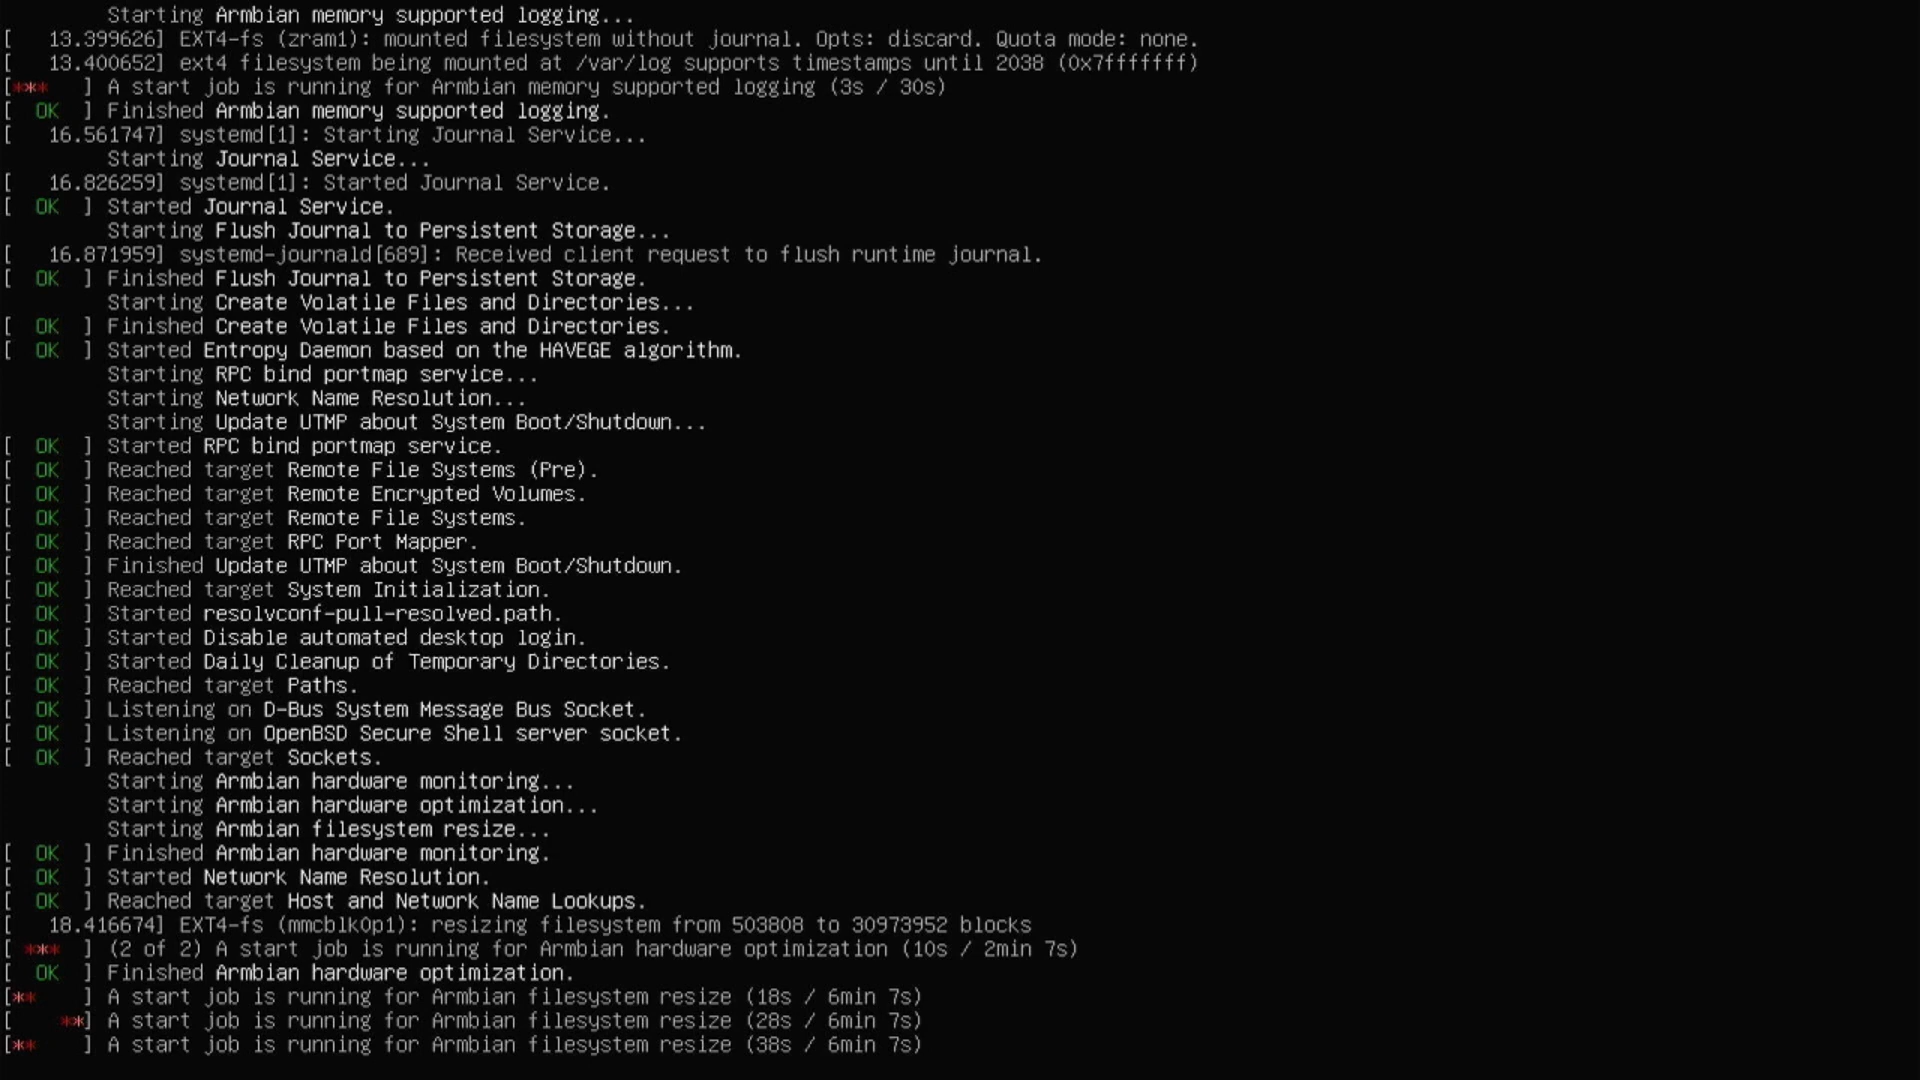 Starting Armbian memory supported logging...
[   13.399626] EXT4-fs (zram1): mounted filesystem without journal. Opts: discard. Quota mode: none.
[   13.400652] ext4 filesystem being mounted at /var/log supports timestamps until 2038 (0x7fffffff)
[***   ] A start job is running for Armbian memory supported logging (3s / 30s)
[  OK  ] Finished Armbian memory supported logging.
[   16.561747] systemd[1]: Starting Journal Service...
Starting Journal Service...
[   16.826259] systemd[1]: Started Journal Service.
[  OK  ] Started Journal Service.
Starting Flush Journal to Persistent Storage...
[   16.871959] systemd-journald[689]: Received client request to flush runtime journal.
[  OK  ] Finished Flush Journal to Persistent Storage.
Starting Create Volatile Files and Directories...
[  OK  ] Finished Create Volatile Files and Directories.
[  OK  ] Started Entropy Daemon based on the HAVEGE algorithm.
Starting RPC bind portmap service...
Starting Network Name Resolution...
Starting Update UTMP about System Boot/Shutdown...
[  OK  ] Started RPC bind portmap service.
[  OK  ] Reached target Remote File Systems (Pre).
[  OK  ] Reached target Remote Encrypted Volumes.
[  OK  ] Reached target Remote File Systems.
[  OK  ] Reached target RPC Port Mapper.
[  OK  ] Finished Update UTMP about System Boot/Shutdown.
[  OK  ] Reached target System Initialization.
[  OK  ] Started resolvconf-pull-resolved.path.
[  OK  ] Started Disable automated desktop login.
[  OK  ] Started Daily Cleanup of Temporary Directories.
[  OK  ] Reached target Paths.
[  OK  ] Listening on D-Bus System Message Bus Socket.
[  OK  ] Listening on OpenBSD Secure Shell server socket.
[  OK  ] Reached target Sockets.
Starting Armbian hardware monitoring...
Starting Armbian hardware optimization...
Starting Armbian filesystem resize...
[  OK  ] Finished Armbian hardware monitoring.
[  OK  ] Started Network Name Resolution.
[  OK  ] Reached target Host and Network Name Lookups.
[   18.416674] EXT4-fs (mmcblk0p1): resizing filesystem from 503808 to 30973952 blocks
[ ***  ] (2 of 2) A start job is running for Armbian hardware optimization (10s / 2min 7s)
[  OK  ] Finished Armbian hardware optimization.
[**    ] A start job is running for Armbian filesystem resize (18s / 6min 7s)
[    **] A start job is running for Armbian filesystem resize (28s / 6min 7s)
[**    ] A start job is running for Armbian filesystem resize (38s / 6min 7s)